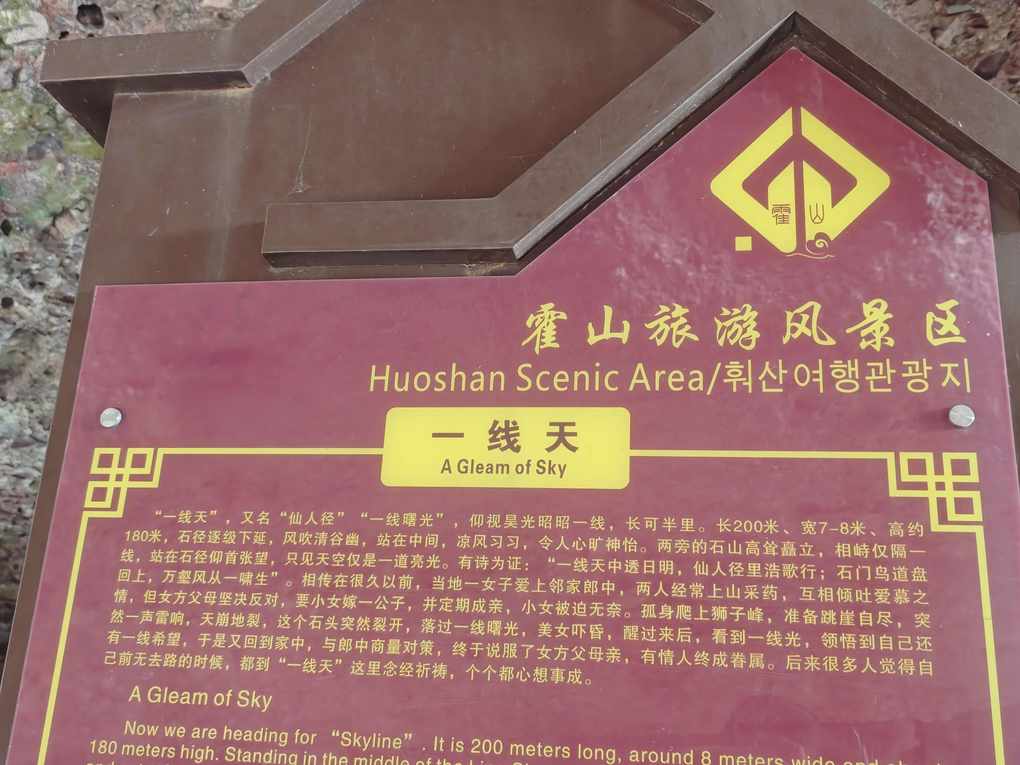 霍山
霍山旅游风景区
Huoshan Scenic Area/훠산여행관광지
一线天
A Gleam of Sky
“一线天”，又名“仙人径”“一线曙光”，仰视昊光昭昭一线，长可半里。长200米、宽7-8米、高约
180米，石径逐级下延，风吹清谷幽，站在中间，凉风习习，令人心旷神怡。两旁的石山高耸矗立，相峙仅隔一
线，站在石径仰首张望，只见天空仅是一道亮光。有诗为证：“一线天中透日明，仙人径里浩歌行；石门鸟道盘
回上，万壑风从一啸生”。相传在很久以前，当地一女子爱上邻家郎中，两人经常上山采药，互相倾吐爱慕之
情，但女方父母坚决反对，要小女嫁一公子，并定期成亲，小女被迫无奈。孤身爬上狮子峰，准备跳崖自尽，突
然一声雷响，天崩地裂，这个石头突然裂开，落过一线曙光，美女吓昏，醒过来后，看到一线光，领悟到自己还
有一线希望，于是又回到家中，与郎中商量对策，终于说服了女方父母亲，有情人终成眷属。后来很多人觉得自
己前无去路的时候，都到“一线天”这里念经祈祷，个个都心想事成。
A Gleam of Sky
Now we are heading for “Skyline”. It is 200 meters long, around 8 meters wide and about
180 meters high. Standing in the middle of the